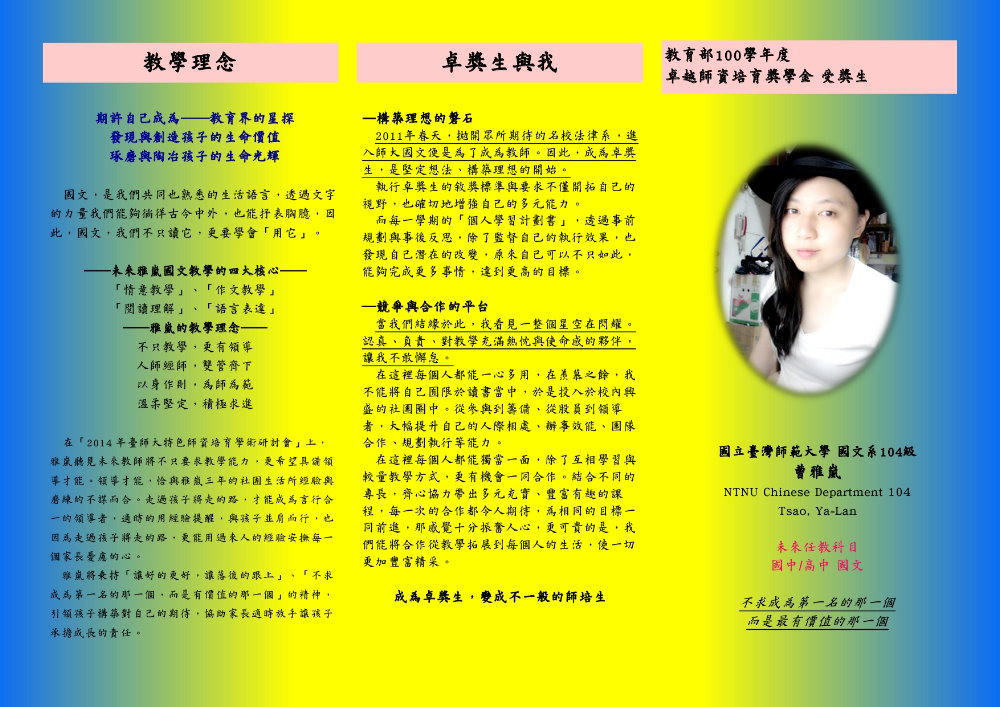 教學理念
期許自己成為——教育界的星探
發現與創造孩子的生命價值
琢磨與陶冶孩子的生命光輝
國文，是我們共同也熟悉的生活語言，透過文字
的力量我們能夠徜徉古今中外，也能抒表胸臆，因
此，國文，我們不只讀它，更要學會「用它」。
——未來雅嵐國文教學的四大核心——
「情意教學」、「作文教學」
「閱讀理解」、「語言表達」
——雅嵐的教學理念——
不只教學，更有領導
人師經師，雙管齊下
以身作則，為師為範
溫柔堅定，積極求進
在「2014年臺師大特色師資培育學術研討會」上，
雅嵐聽見未來教師將不只要求教學能力，更希望具備領
導才能。領導才能，恰與雅嵐三年的社團生活所經驗與
磨練的不謀而合。走過孩子將走的路，才能成為言行合
一的領導者，適時的用經驗提醒，與孩子並肩而行，也
因為走過孩子將走的路，更能用過來人的經驗安撫每一
個家長憂慮的心。
雅嵐將秉持「讓好的更好，讓落後的跟上」、「不求
成為第一名的那一個，而是有價值的那一個」的精神，
引領孩子構築對自己的期待，協助家長適時放手讓孩子
承擔成長的責任。
卓獎生與我
—構築理想的磐石
2011年春天，拋開眾所期待的名校法律系，進
入師大國文便是為了成為教師。因此，成為卓獎
生，是堅定想法、構築理想的開始。
執行卓獎生的敘獎標準與要求不僅開拓自己的
視野，也確切地增強自己的多元能力。
而每一學期的「個人學習計劃書」，透過事前
規劃與事後反思，除了監督自己的執行效果，也
發現自己潛在的改變，原來自己可以不只如此，
能夠完成更多事情，達到更高的目標。
—競爭與合作的平台
當我們結緣於此，我看見一整個星空在閃耀。
認真、負責、對教學充滿熱忱與使命感的夥伴，
讓我不敢懈怠。
在這裡每個人都能一心多用，在羨慕之餘，我
不能將自己囿限於讀書當中，於是投入於校內興
盛的社團圈中。從參與到籌備、從股員到領導
者，大幅提升自己的人際相處、辦事效能、團隊
合作、規劃執行等能力。
在這裡每個人都能獨當一面，除了互相學習與
較量教學方式，更有機會一同合作。結合不同的
專長，齊心協力帶出多元充實、豐富有趣的課
程，每一次的合作都令人期待，為相同的目標一
同前進，那感覺十分振奮人心，更可貴的是，我
們能將合作從教學拓展到每個人的生活，使一切
更加豐富精采。
成為卓獎生，變成不一般的師培生
教育部100學年度
卓越師資培育獎學金 受獎生
國立臺灣師範大學 國文系104級
曹雅嵐
NTNU Chinese Department 104
Tsao, Ya-Lan
未來任教科目
國中/高中 國文
不求成為第一名的那一個
而是最有價值的那一個